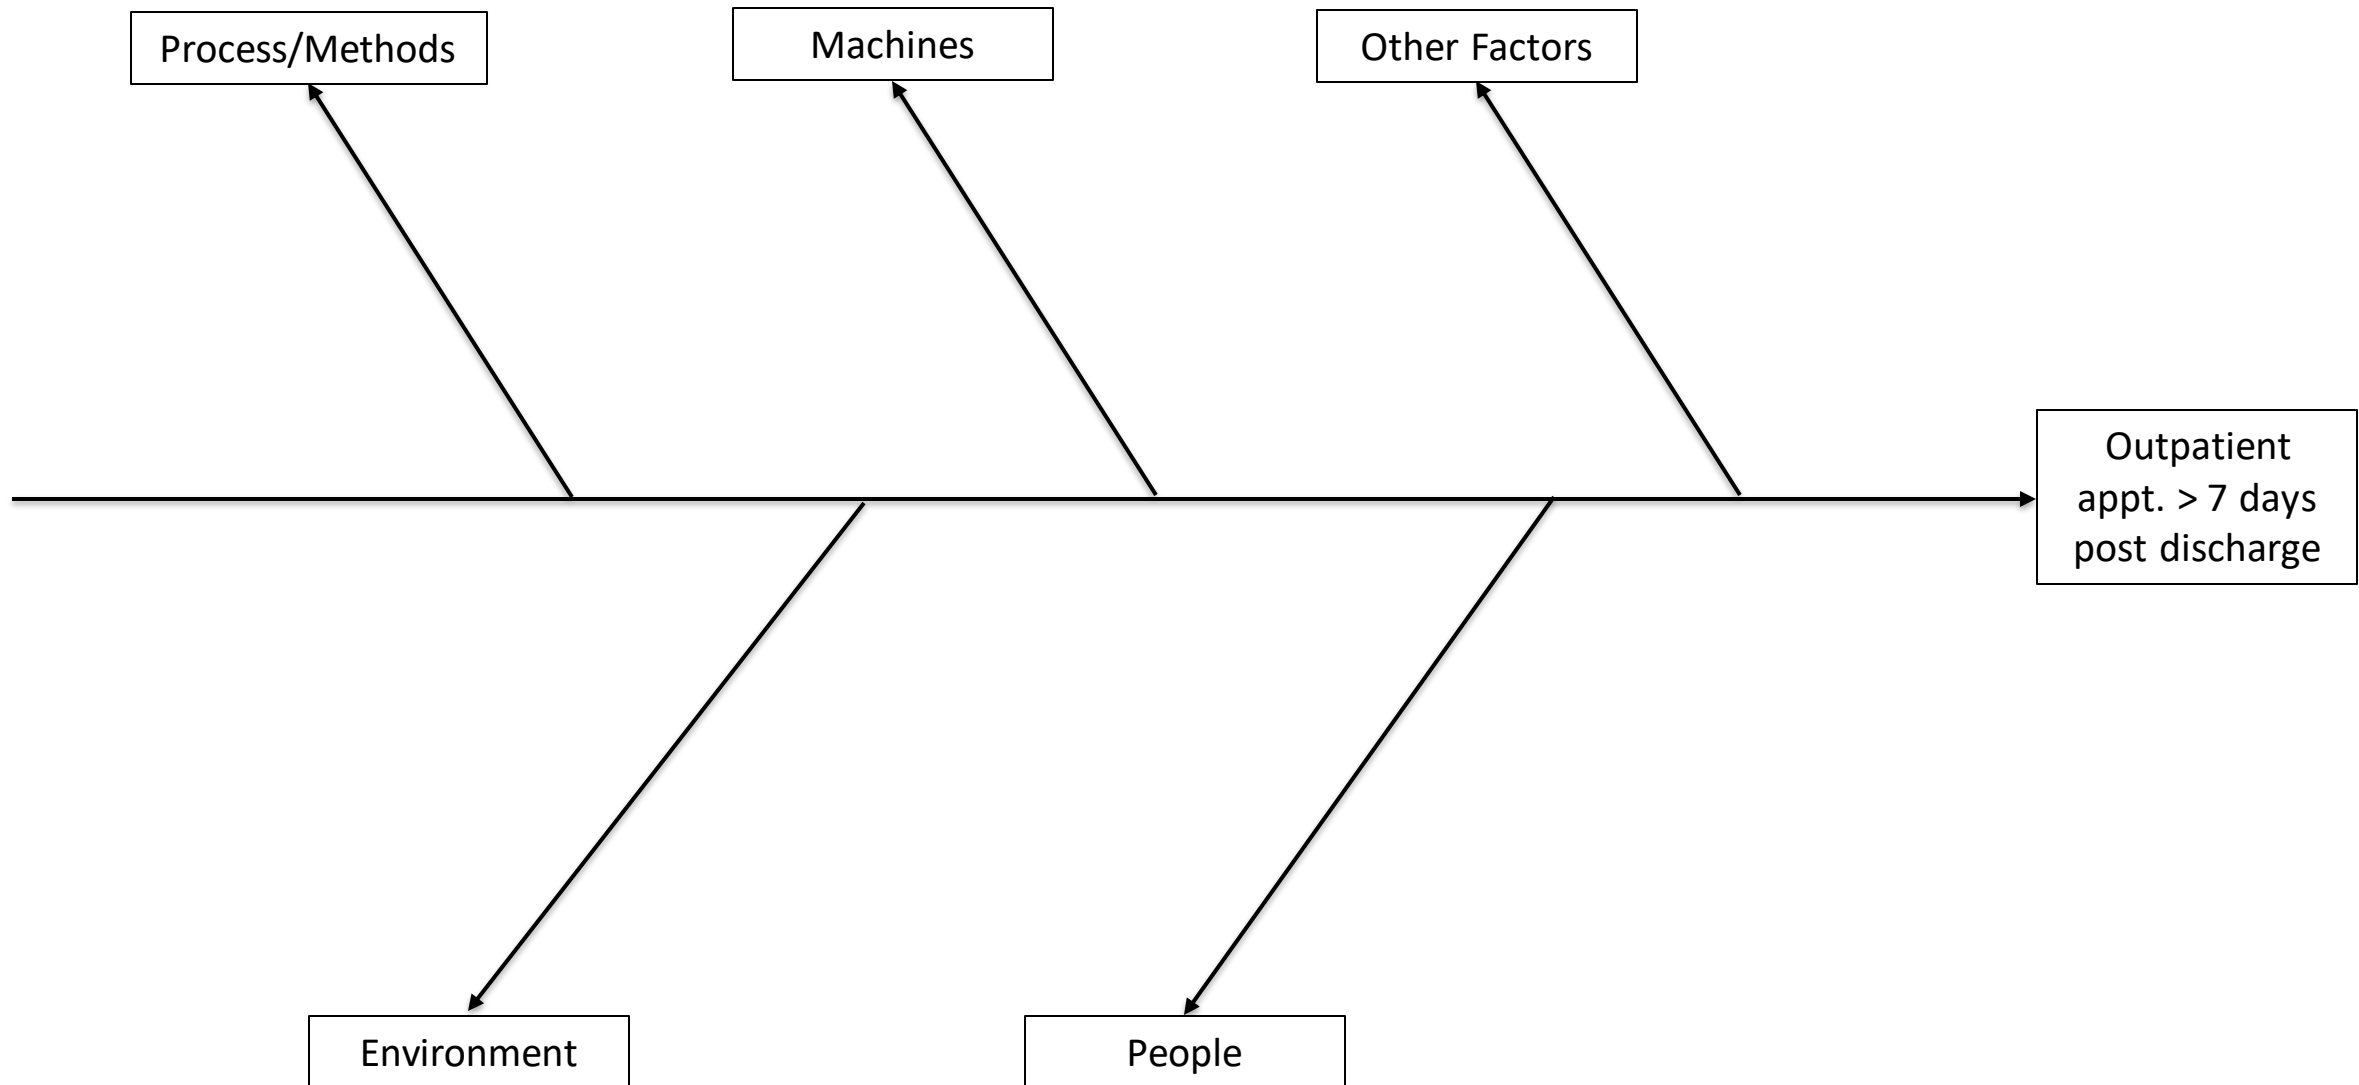 Process/Methods
Machines
Other Factors
Outpatient
appt. > 7 days
post discharge
Environment
People